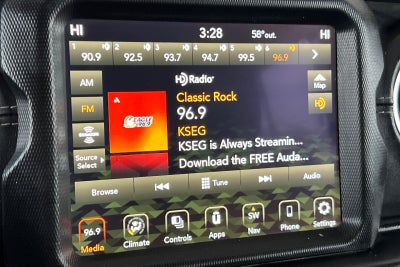 HI 3:28 58°out. HI
1 2 3 4 5 6
90.9 92.5 93.7 94.7 99.5 96.9
AM HD Radio Map
FM Classic Rock
96.9
EAGLE 96.9
KSEG
KSEG is Always Streamin...
Source Select Download the FREE Auda...
Browse Tune Audio
96.9 SW
Media Climate Controls Apps Nav Phone Settings